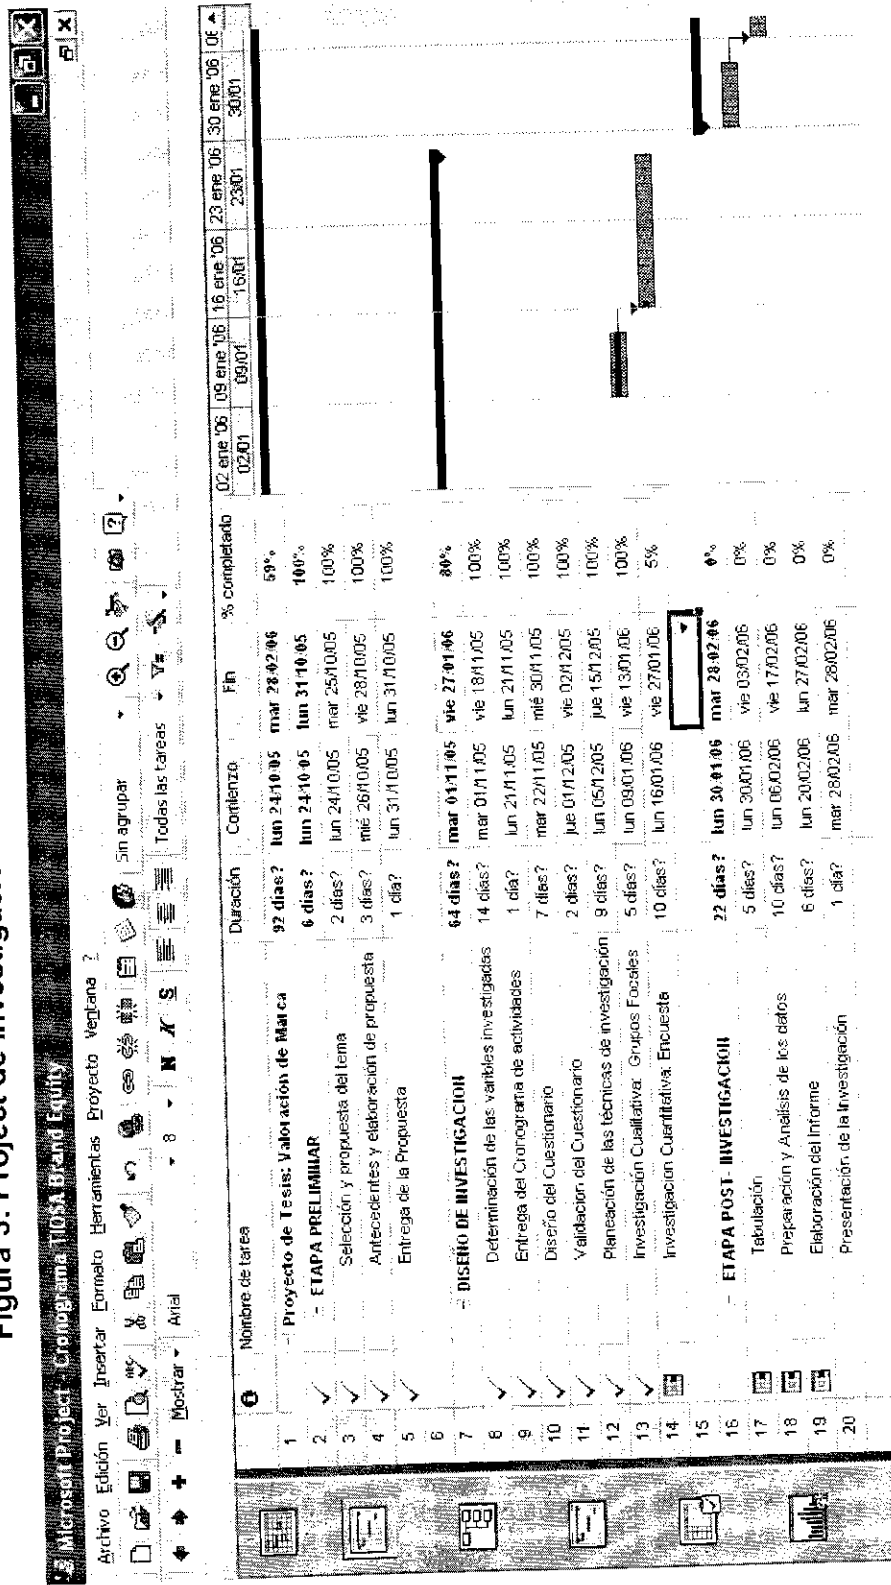 Figura 3: Project de Investigación
Microsoft Project - Cronograma TIOSA Brand Equity
Archivo Edición Ver Insertar Formato Herramientas Proyecto Ventana ?
Sin agrupar
Mostrar Arial 8 N K S Todas las tareas
Nombre de tarea Duración Comienzo Fin % completado 02 ene '06 09 ene '06 16 ene '06 23 ene '06 30 ene '06
02/01 09/01 16/01 23/01 30/01
1 Proyecto de Tesis: Valoración de Marca 92 días? lun 24/10/05 mar 28/02/06 59%
2 ETAPA PRELIMINAR 6 días? lun 24/10/05 lun 31/10/05 100%
3 Selección y propuesta del tema 2 días? lun 24/10/05 mar 25/10/05 100%
4 Antecedentes y elaboración de propuesta 3 días? mié 26/10/05 vie 28/10/05 100%
5 Entrega de la Propuesta 1 día? lun 31/10/05 lun 31/10/05 100%
6
7 DISEÑO DE INVESTIGACION 64 días? mar 01/11/05 vie 27/01/06 80%
8 Determinación de las varibles investigadas 14 días? mar 01/11/05 vie 18/11/05 100%
9 Entrega del Cronograma de actividades 1 día? lun 21/11/05 lun 21/11/05 100%
10 Diseño del Cuestionario 7 días? mar 22/11/05 mié 30/11/05 100%
11 Validacion del Cuestionario 2 días? jue 01/12/05 vie 02/12/05 100%
12 Planeación de las técnicas de investigación 9 días? lun 05/12/05 jue 15/12/05 100%
13 Investigación Cualitativa: Grupos Focales 5 días? lun 09/01/06 vie 13/01/06 100%
14 Investigación Cuantitativa: Encuesta 10 días? lun 16/01/06 vie 27/01/06 5%
15
16 ETAPA POST- INVESTIGACION 22 días? lun 30/01/06 mar 28/02/06 0%
17 Tabulación 5 días? lun 30/01/06 vie 03/02/06 0%
18 Preparación y Análisis de los datos 10 días? lun 06/02/06 vie 17/02/06 0%
19 Elaboración del Informe 6 días? lun 20/02/06 lun 27/02/06 0%
20 Presentación de la Investigación 1 día? mar 28/02/06 mar 28/02/06 0%